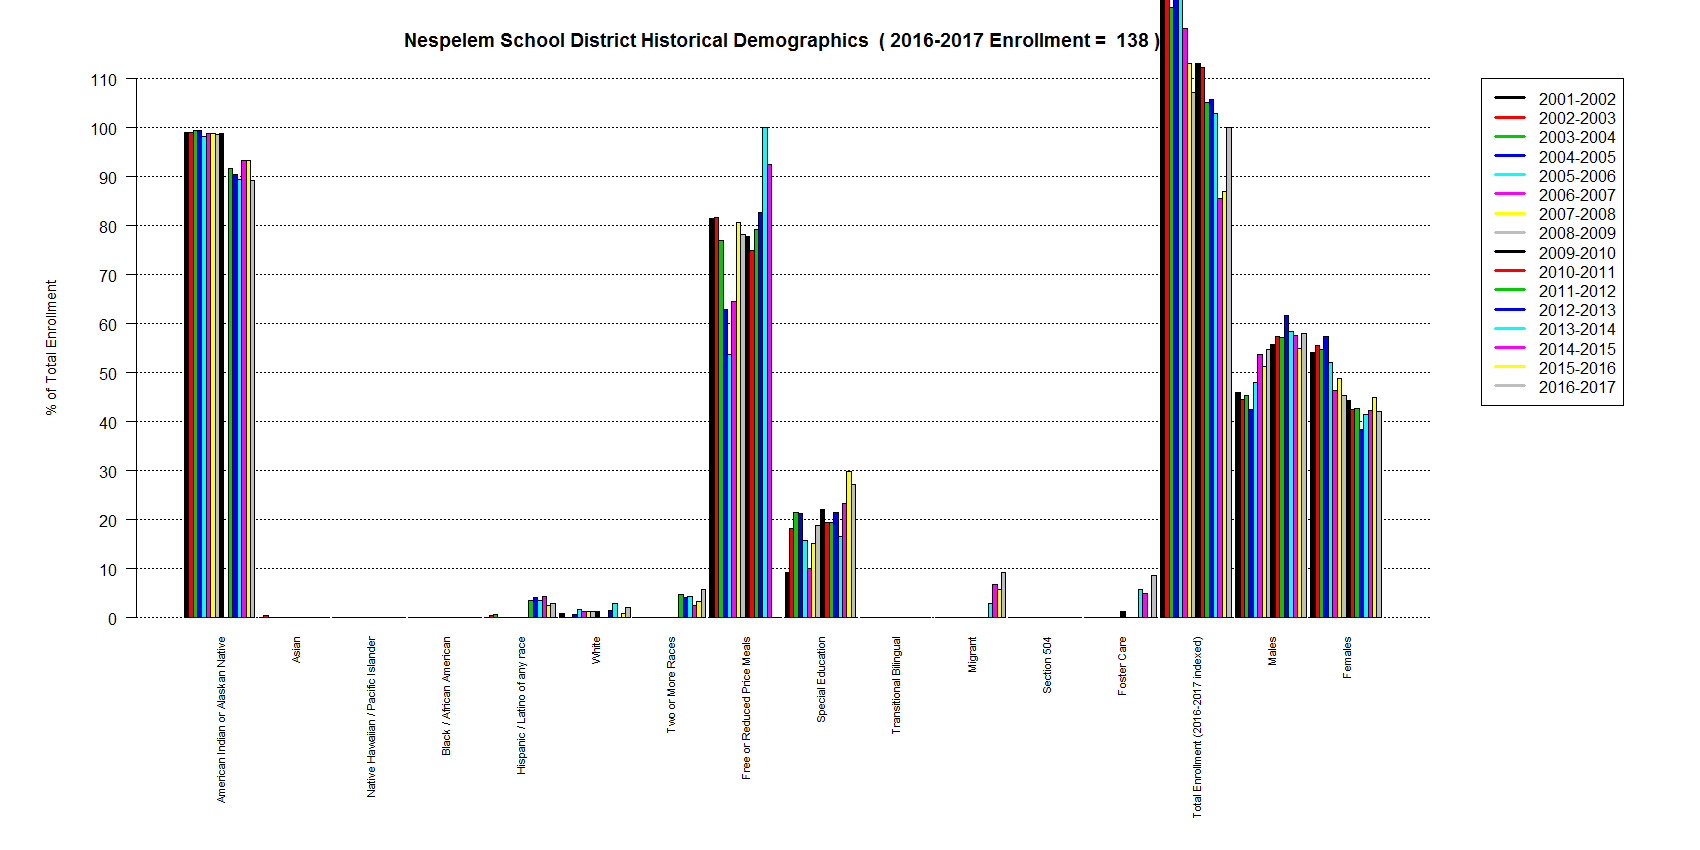 Nespelem School District Historical Demographics ( 2016-2017 Enrollment = 138 )
% of Total Enrollment
110
100
90
80
70
60
50
40
30
20
10
0
American Indian or Alaskan Native
Asian
Native Hawaiian / Pacific Islander
Black / African American
Hispanic / Latino of any race
White
Two or More Races
Free or Reduced Price Meals
Special Education
Transitional Bilingual
Migrant
Section 504
Foster Care
Total Enrollment (2016-2017 indexed)
Males
Females
2001-2002
2002-2003
2003-2004
2004-2005
2005-2006
2006-2007
2007-2008
2008-2009
2009-2010
2010-2011
2011-2012
2012-2013
2013-2014
2014-2015
2015-2016
2016-2017